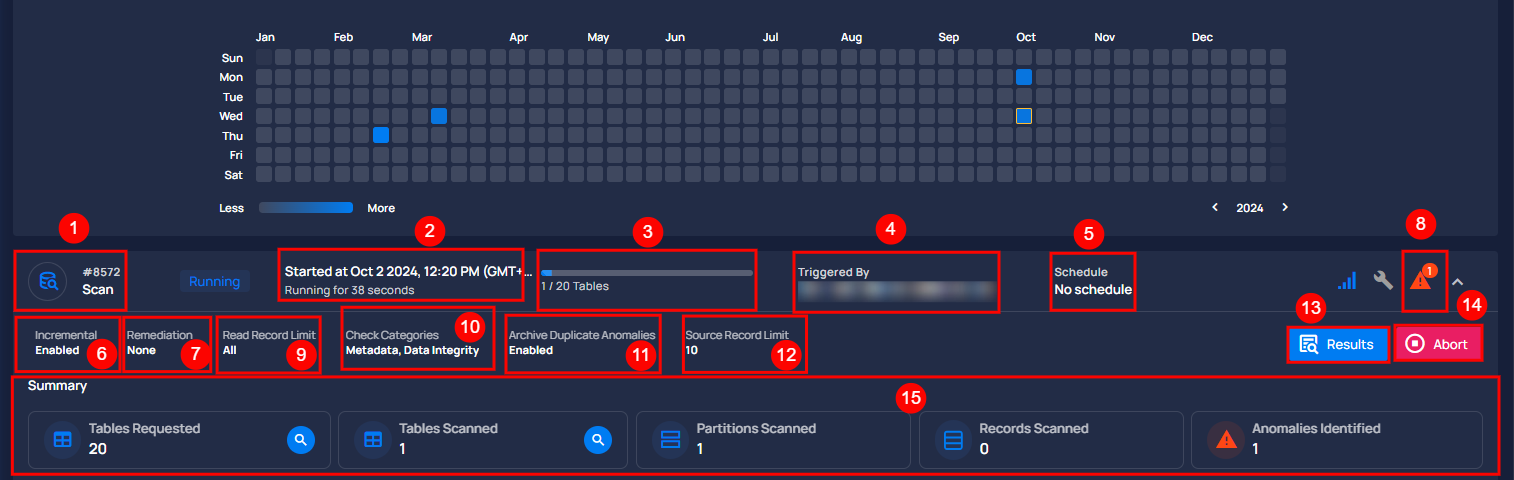 Jan Feb Mar Apr May Jun Jul Aug Sep Oct Nov Dec
Sun
Mon
Tue
Wed
Thu
Fri
Sat
Less More
< 2024 >
1 2 3 4 5 8
#8572
Scan
Running
Started at Oct 2 2024, 12:20 PM (GMT+...
Running for 38 seconds
1 / 20 Tables
Triggered By
Schedule
No schedule
1
Incremental
Enabled
6
Remediation
None
7
Read Record Limit
All
9
Check Categories
Metadata, Data Integrity
10
Archive Duplicate Anomalies
Enabled
11
Source Record Limit
10
12
13
Results
14
Abort
Summary
15
Tables Requested
20
Tables Scanned
1
Partitions Scanned
1
Records Scanned
0
Anomalies Identified
1